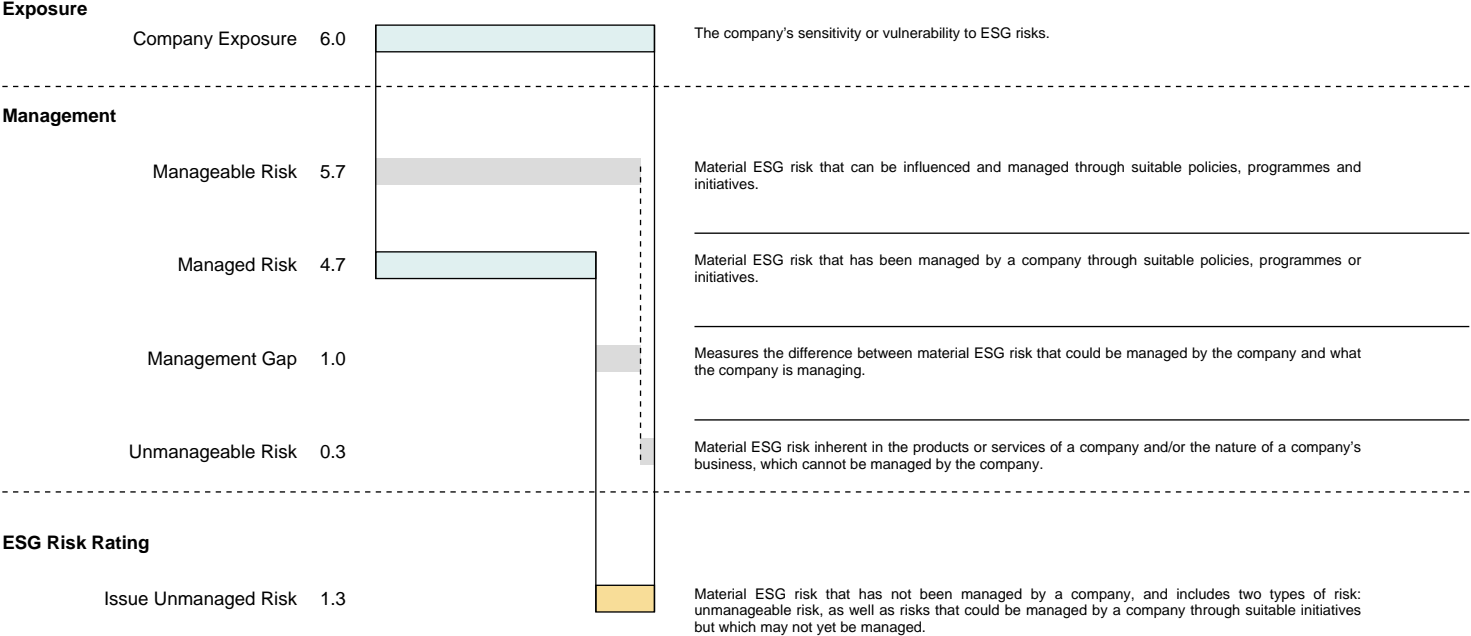 Exposure
Company Exposure 6.0
The company’s sensitivity or vulnerability to ESG risks.
Management
Manageable Risk 5.7
Material ESG risk that can be influenced and managed through suitable policies, programmes and
initiatives.
Managed Risk 4.7
Material ESG risk that has been managed by a company through suitable policies, programmes or
initiatives.
Management Gap 1.0
Measures the difference between material ESG risk that could be managed by the company and what
the company is managing.
Unmanageable Risk 0.3
Material ESG risk inherent in the products or services of a company and/or the nature of a company’s
business, which cannot be managed by the company.
ESG Risk Rating
Issue Unmanaged Risk 1.3
Material ESG risk that has not been managed by a company, and includes two types of risk:
unmanageable risk, as well as risks that could be managed by a company through suitable initiatives
but which may not yet be managed.